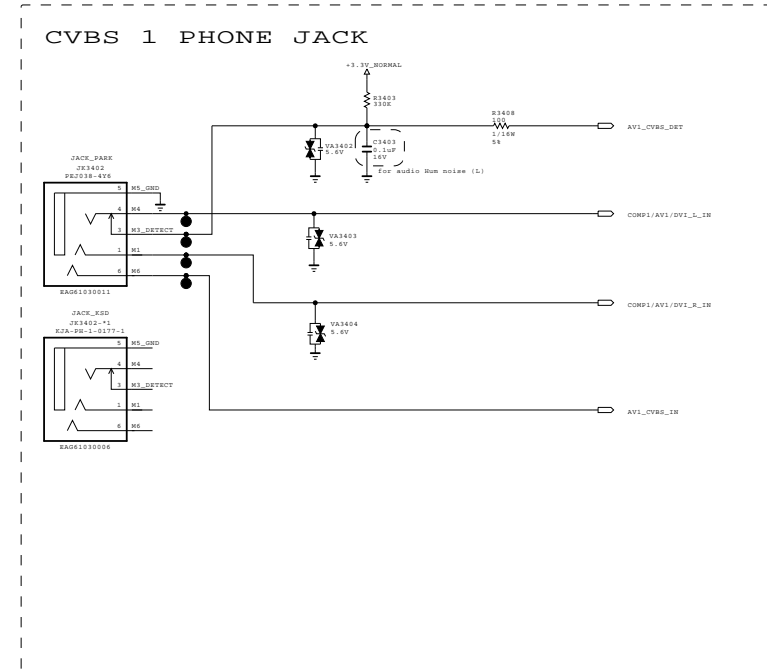 CVBS 1 PHONE JACK
+3.3V_NORMAL
R3403
330K
R3408
100
1/16W
5%
AV1_CVBS_DET
VA3402
5.6V
C3403
0.1uF
16V
for audio Hum noise (L)
JACK_PARK
JK3402
PEJ038-4Y6
5 M5_GND
4 M4
3 M3_DETECT
1 M1
6 M6
EAG61030011
COMP1/AV1/DVI_L_IN
VA3403
5.6V
COMP1/AV1/DVI_R_IN
VA3404
5.6V
JACK_KSD
JK3402-*1
KJA-PH-1-0177-1
5 M5_GND
4 M4
3 M3_DETECT
1 M1
6 M6
EAG61030006
AV1_CVBS_IN